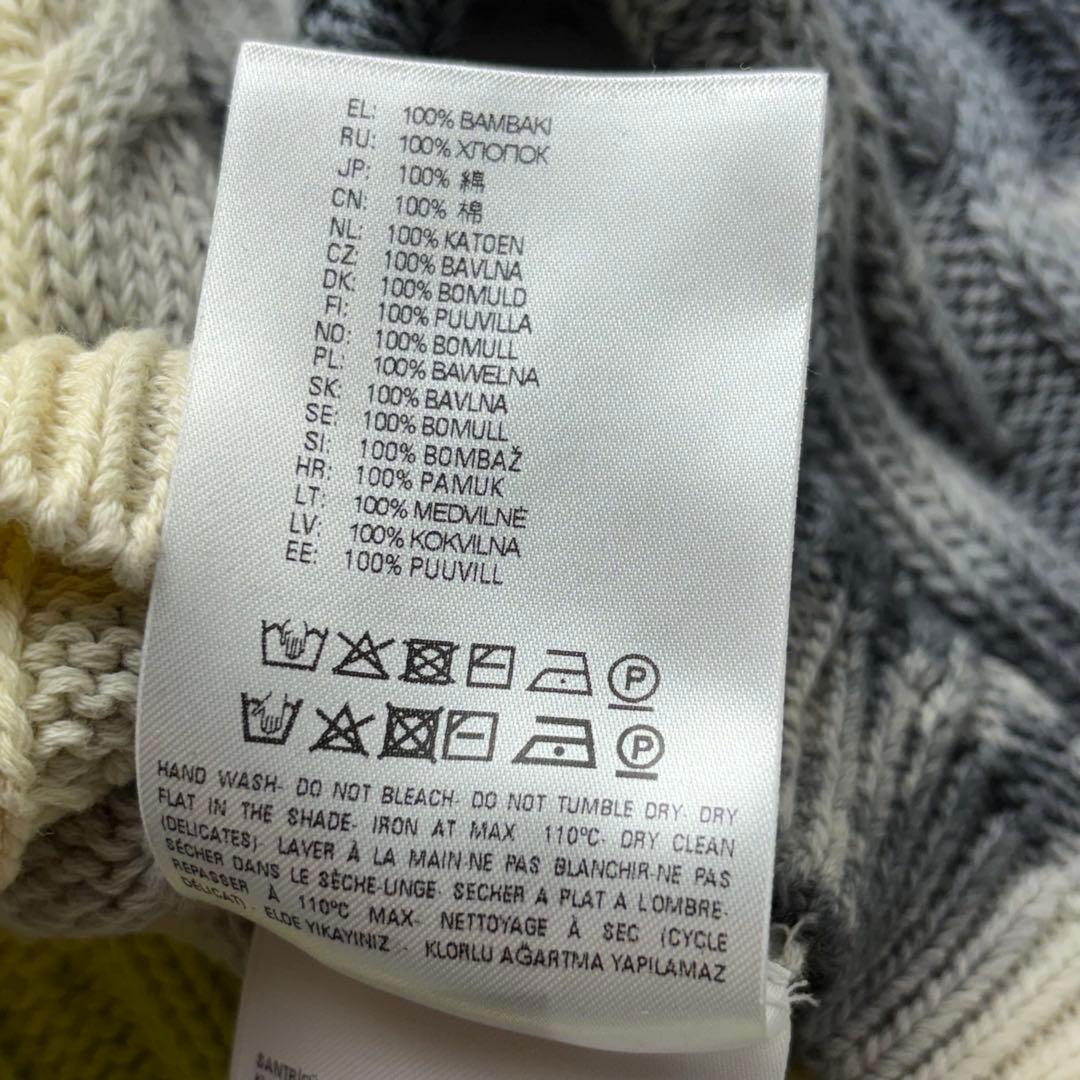 EL: 100% BAMBAKI
RU: 100% ХЛОПОК
JP: 100% 綿
CN: 100% 棉
NL: 100% KATOEN
CZ: 100% BAVLNA
DK: 100% BOMULD
FI: 100% PUUVILLA
NO: 100% BOMULL
PL: 100% BAWEŁNA
SK: 100% BAVLNA
SE: 100% BOMULL
SI: 100% BOMBAŽ
HR: 100% PAMUK
LT: 100% MEDVILNĖ
LV: 100% KOKVILNA
EE: 100% PUUVILL
P
P
HAND WASH- DO NOT BLEACH- DO NOT TUMBLE DRY- DRY
FLAT IN THE SHADE- IRON AT MAX 110°C- DRY CLEAN
(DELICATES)- LAVER À LA MAIN-NE PAS BLANCHIR-NE PAS
SÉCHER DANS LE SÈCHE-LINGE- SECHER A PLAT A L'OMBRE-
REPASSER À 110°C MAX- NETTOYAGE À SEC (CYCLE
DELICAT)- ELDE YIKAYINIZ - KLORLU AĞARTMA YAPILAMAZ